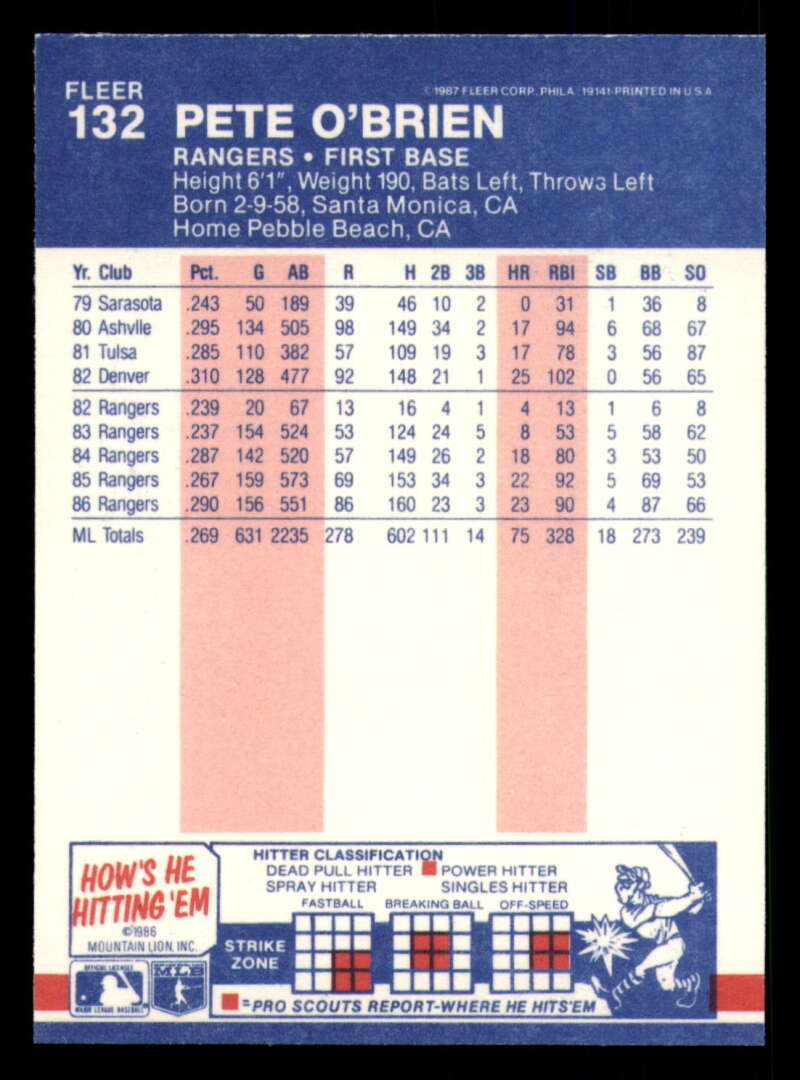 FLEER © 1987 FLEER CORP. PHILA. 19141-PRINTED IN U.S.A
132 PETE O'BRIEN
RANGERS • FIRST BASE
Height 6'1", Weight 190, Bats Left, Throws Left
Born 2-9-58, Santa Monica, CA
Home Pebble Beach, CA
Yr. Club Pct. G AB R H 2B 3B HR RBI SB BB SO
79 Sarasota .243 50 189 39 46 10 2 0 31 1 36 8
80 Ashvlle .295 134 505 98 149 34 2 17 94 6 68 67
81 Tulsa .285 110 382 57 109 19 3 17 78 3 56 87
82 Denver .310 128 477 92 148 21 1 25 102 0 56 65
82 Rangers .239 20 67 13 16 4 1 4 13 1 6 8
83 Rangers .237 154 524 53 124 24 5 8 53 5 58 62
84 Rangers .287 142 520 57 149 26 2 18 80 3 53 50
85 Rangers .267 159 573 69 153 34 3 22 92 5 69 53
86 Rangers .290 156 551 86 160 23 3 23 90 4 87 66
ML Totals .269 631 2235 278 602 111 14 75 328 18 273 239
HOW'S HE
HITTING 'EM
©1986
MOUNTAIN LION, INC.
OFFICIAL LICENSEE
MAJOR LEAGUE BASEBALL
HITTER CLASSIFICATION
DEAD PULL HITTER POWER HITTER
SPRAY HITTER SINGLES HITTER
FASTBALL BREAKING BALL OFF-SPEED
STRIKE
ZONE
=PRO SCOUTS REPORT-WHERE HE HITS'EM